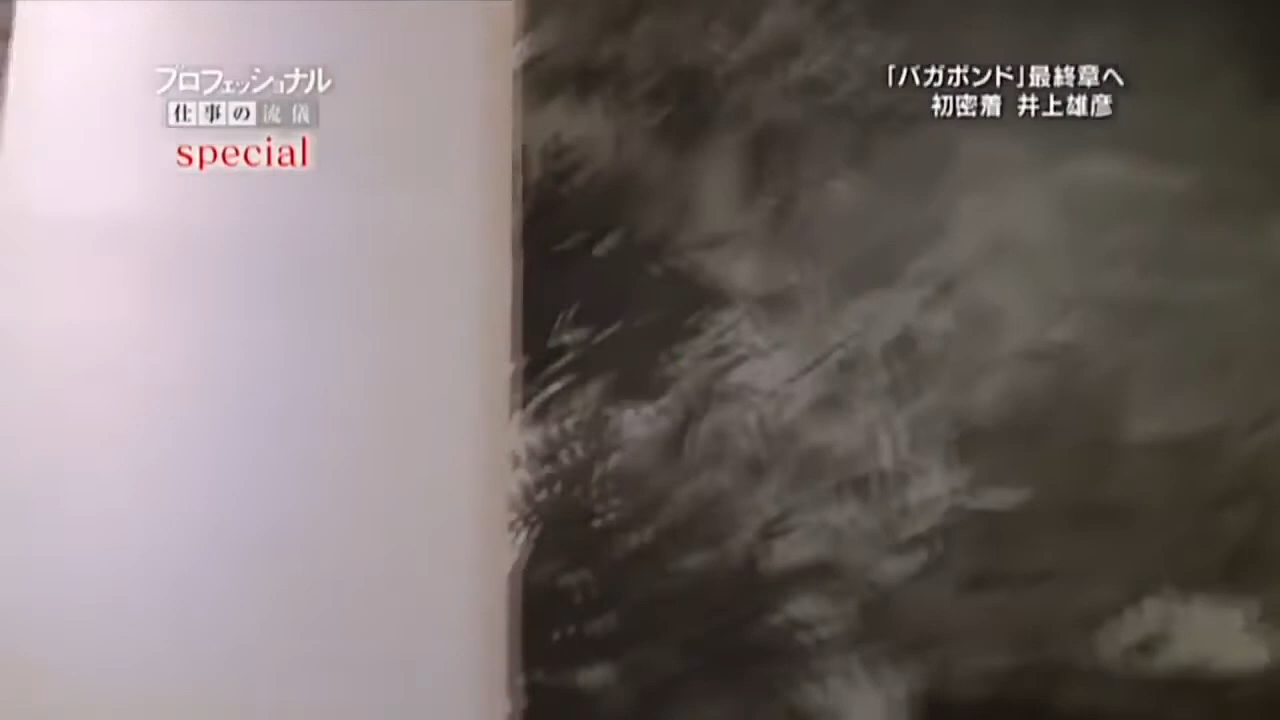 プロフェッショナル
仕事の流儀
special
「バガボンド」最終章へ
初密着 井上雄彦